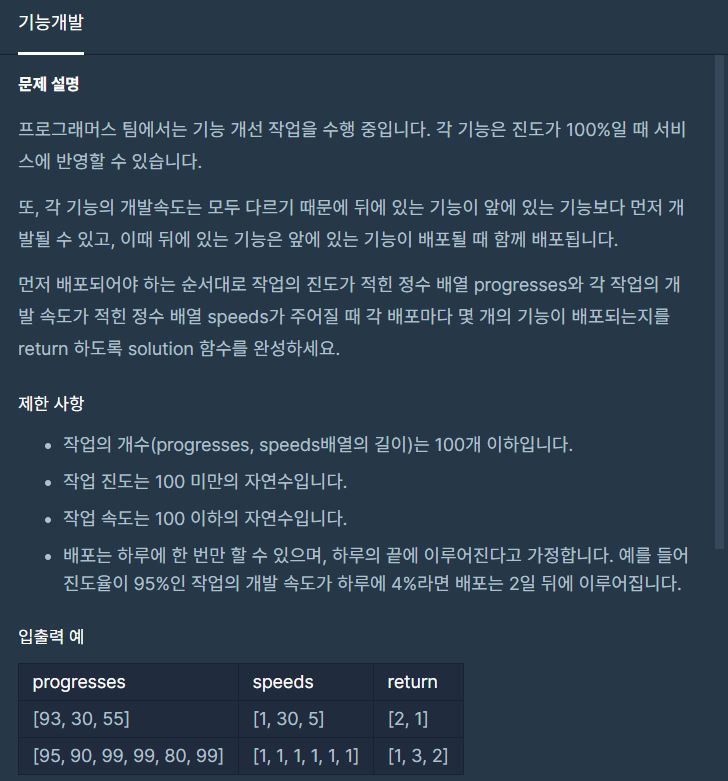 기능개발
문제 설명
프로그래머스 팀에서는 기능 개선 작업을 수행 중입니다. 각 기능은 진도가 100%일 때 서비
스에 반영할 수 있습니다.
또, 각 기능의 개발속도는 모두 다르기 때문에 뒤에 있는 기능이 앞에 있는 기능보다 먼저 개
발될 수 있고, 이때 뒤에 있는 기능은 앞에 있는 기능이 배포될 때 함께 배포됩니다.
먼저 배포되어야 하는 순서대로 작업의 진도가 적힌 정수 배열 progresses와 각 작업의 개
발 속도가 적힌 정수 배열 speeds가 주어질 때 각 배포마다 몇 개의 기능이 배포되는지를
return 하도록 solution 함수를 완성하세요.
제한 사항
• 작업의 개수(progresses, speeds배열의 길이)는 100개 이하입니다.
• 작업 진도는 100 미만의 자연수입니다.
• 작업 속도는 100 이하의 자연수입니다.
• 배포는 하루에 한 번만 할 수 있으며, 하루의 끝에 이루어진다고 가정합니다. 예를 들어
진도율이 95%인 작업의 개발 속도가 하루에 4%라면 배포는 2일 뒤에 이루어집니다.
입출력 예
progresses speeds return
[93, 30, 55] [1, 30, 5] [2, 1]
[95, 90, 99, 99, 80, 99] [1, 1, 1, 1, 1, 1] [1, 3, 2]